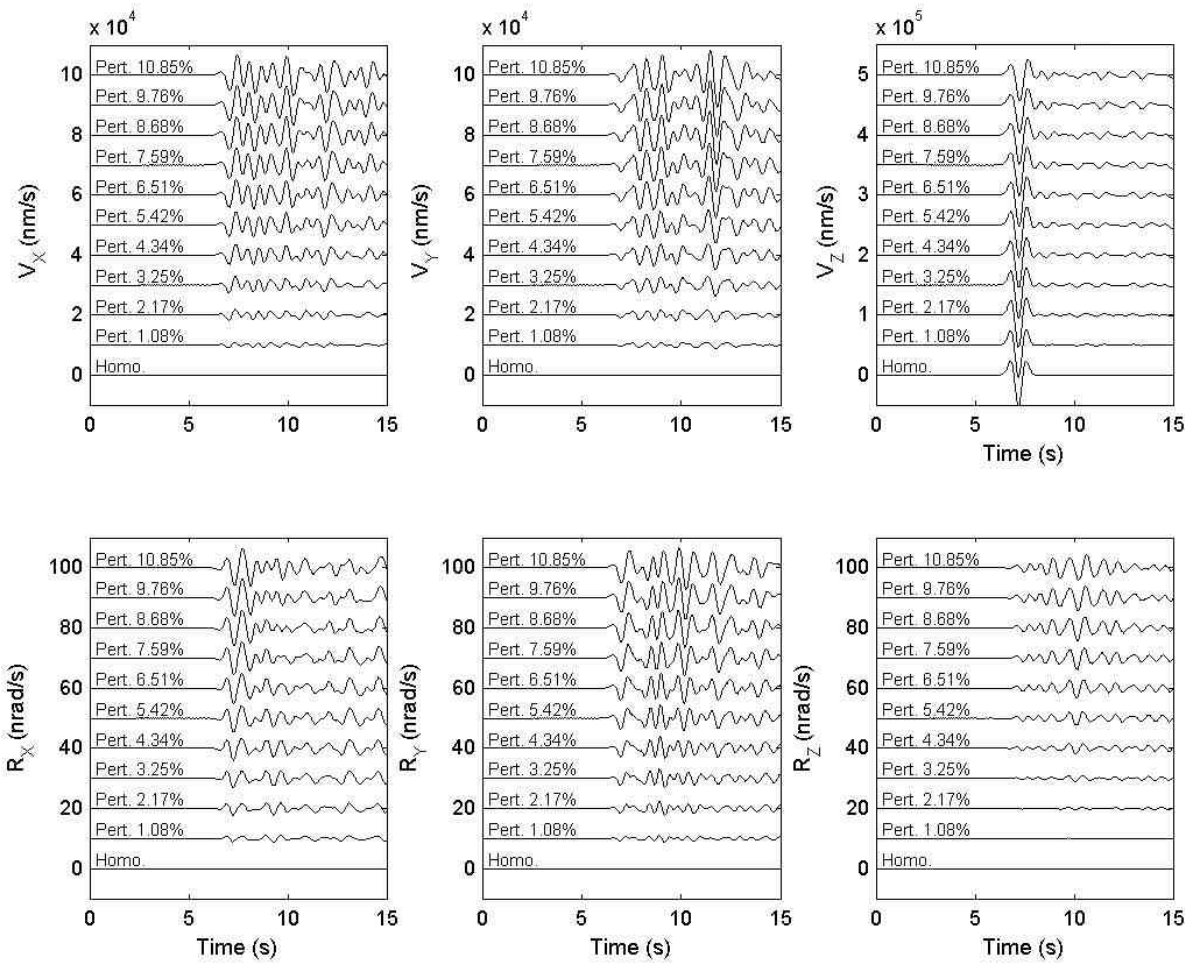 x 10^4
10
8
6
4
2
0
V_X (nm/s)
Pert. 10.85%
Pert. 9.76%
Pert. 8.68%
Pert. 7.59%
Pert. 6.51%
Pert. 5.42%
Pert. 4.34%
Pert. 3.25%
Pert. 2.17%
Pert. 1.08%
Homo.
0 5 10 15
x 10^4
10
8
6
4
2
0
V_Y (nm/s)
Pert. 10.85%
Pert. 9.76%
Pert. 8.68%
Pert. 7.59%
Pert. 6.51%
Pert. 5.42%
Pert. 4.34%
Pert. 3.25%
Pert. 2.17%
Pert. 1.08%
Homo.
0 5 10 15
x 10^5
5
4
3
2
1
0
V_Z (nm/s)
Pert. 10.85%
Pert. 9.76%
Pert. 8.68%
Pert. 7.59%
Pert. 6.51%
Pert. 5.42%
Pert. 4.34%
Pert. 3.25%
Pert. 2.17%
Pert. 1.08%
Homo.
0 5 10 15
Time (s)
100
80
60
40
20
0
R_X (nrad/s)
Pert. 10.85%
Pert. 9.76%
Pert. 8.68%
Pert. 7.59%
Pert. 6.51%
Pert. 5.42%
Pert. 4.34%
Pert. 3.25%
Pert. 2.17%
Pert. 1.08%
Homo.
0 5 10 15
Time (s)
100
80
60
40
20
0
R_Y (nrad/s)
Pert. 10.85%
Pert. 9.76%
Pert. 8.68%
Pert. 7.59%
Pert. 6.51%
Pert. 5.42%
Pert. 4.34%
Pert. 3.25%
Pert. 2.17%
Pert. 1.08%
Homo.
0 5 10 15
Time (s)
100
80
60
40
20
0
R_Z (nrad/s)
Pert. 10.85%
Pert. 9.76%
Pert. 8.68%
Pert. 7.59%
Pert. 6.51%
Pert. 5.42%
Pert. 4.34%
Pert. 3.25%
Pert. 2.17%
Pert. 1.08%
Homo.
0 5 10 15
Time (s)